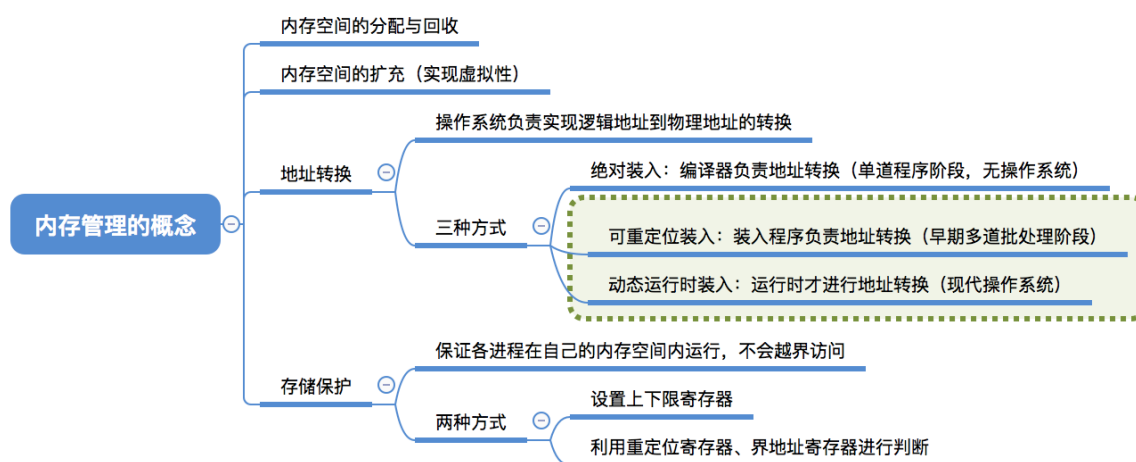 内存管理的概念
内存空间的分配与回收
内存空间的扩充（实现虚拟性）
地址转换
操作系统负责实现逻辑地址到物理地址的转换
三种方式
绝对装入：编译器负责地址转换（单道程序阶段，无操作系统）
可重定位装入：装入程序负责地址转换（早期多道批处理阶段）
动态运行时装入：运行时才进行地址转换（现代操作系统）
存储保护
保证各进程在自己的内存空间内运行，不会越界访问
两种方式
设置上下限寄存器
利用重定位寄存器、界地址寄存器进行判断